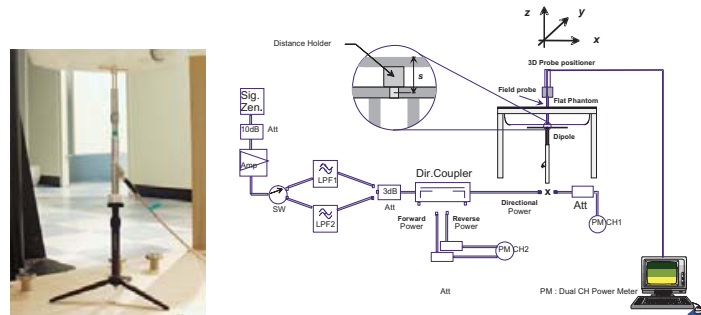 z
y
x
Distance Holder
s
3D Probe positioner
Field probe
Flat Phantom
Dipole
Sig.
Zen.
10dB
Att
Amp
SW
LPF1
LPF2
3dB
Att
Dir.Coupler
Forward
Power
Reverse
Power
Directional
Power
x
Att
PM CH1
PM CH2
Att
PM : Dual CH Power Meter